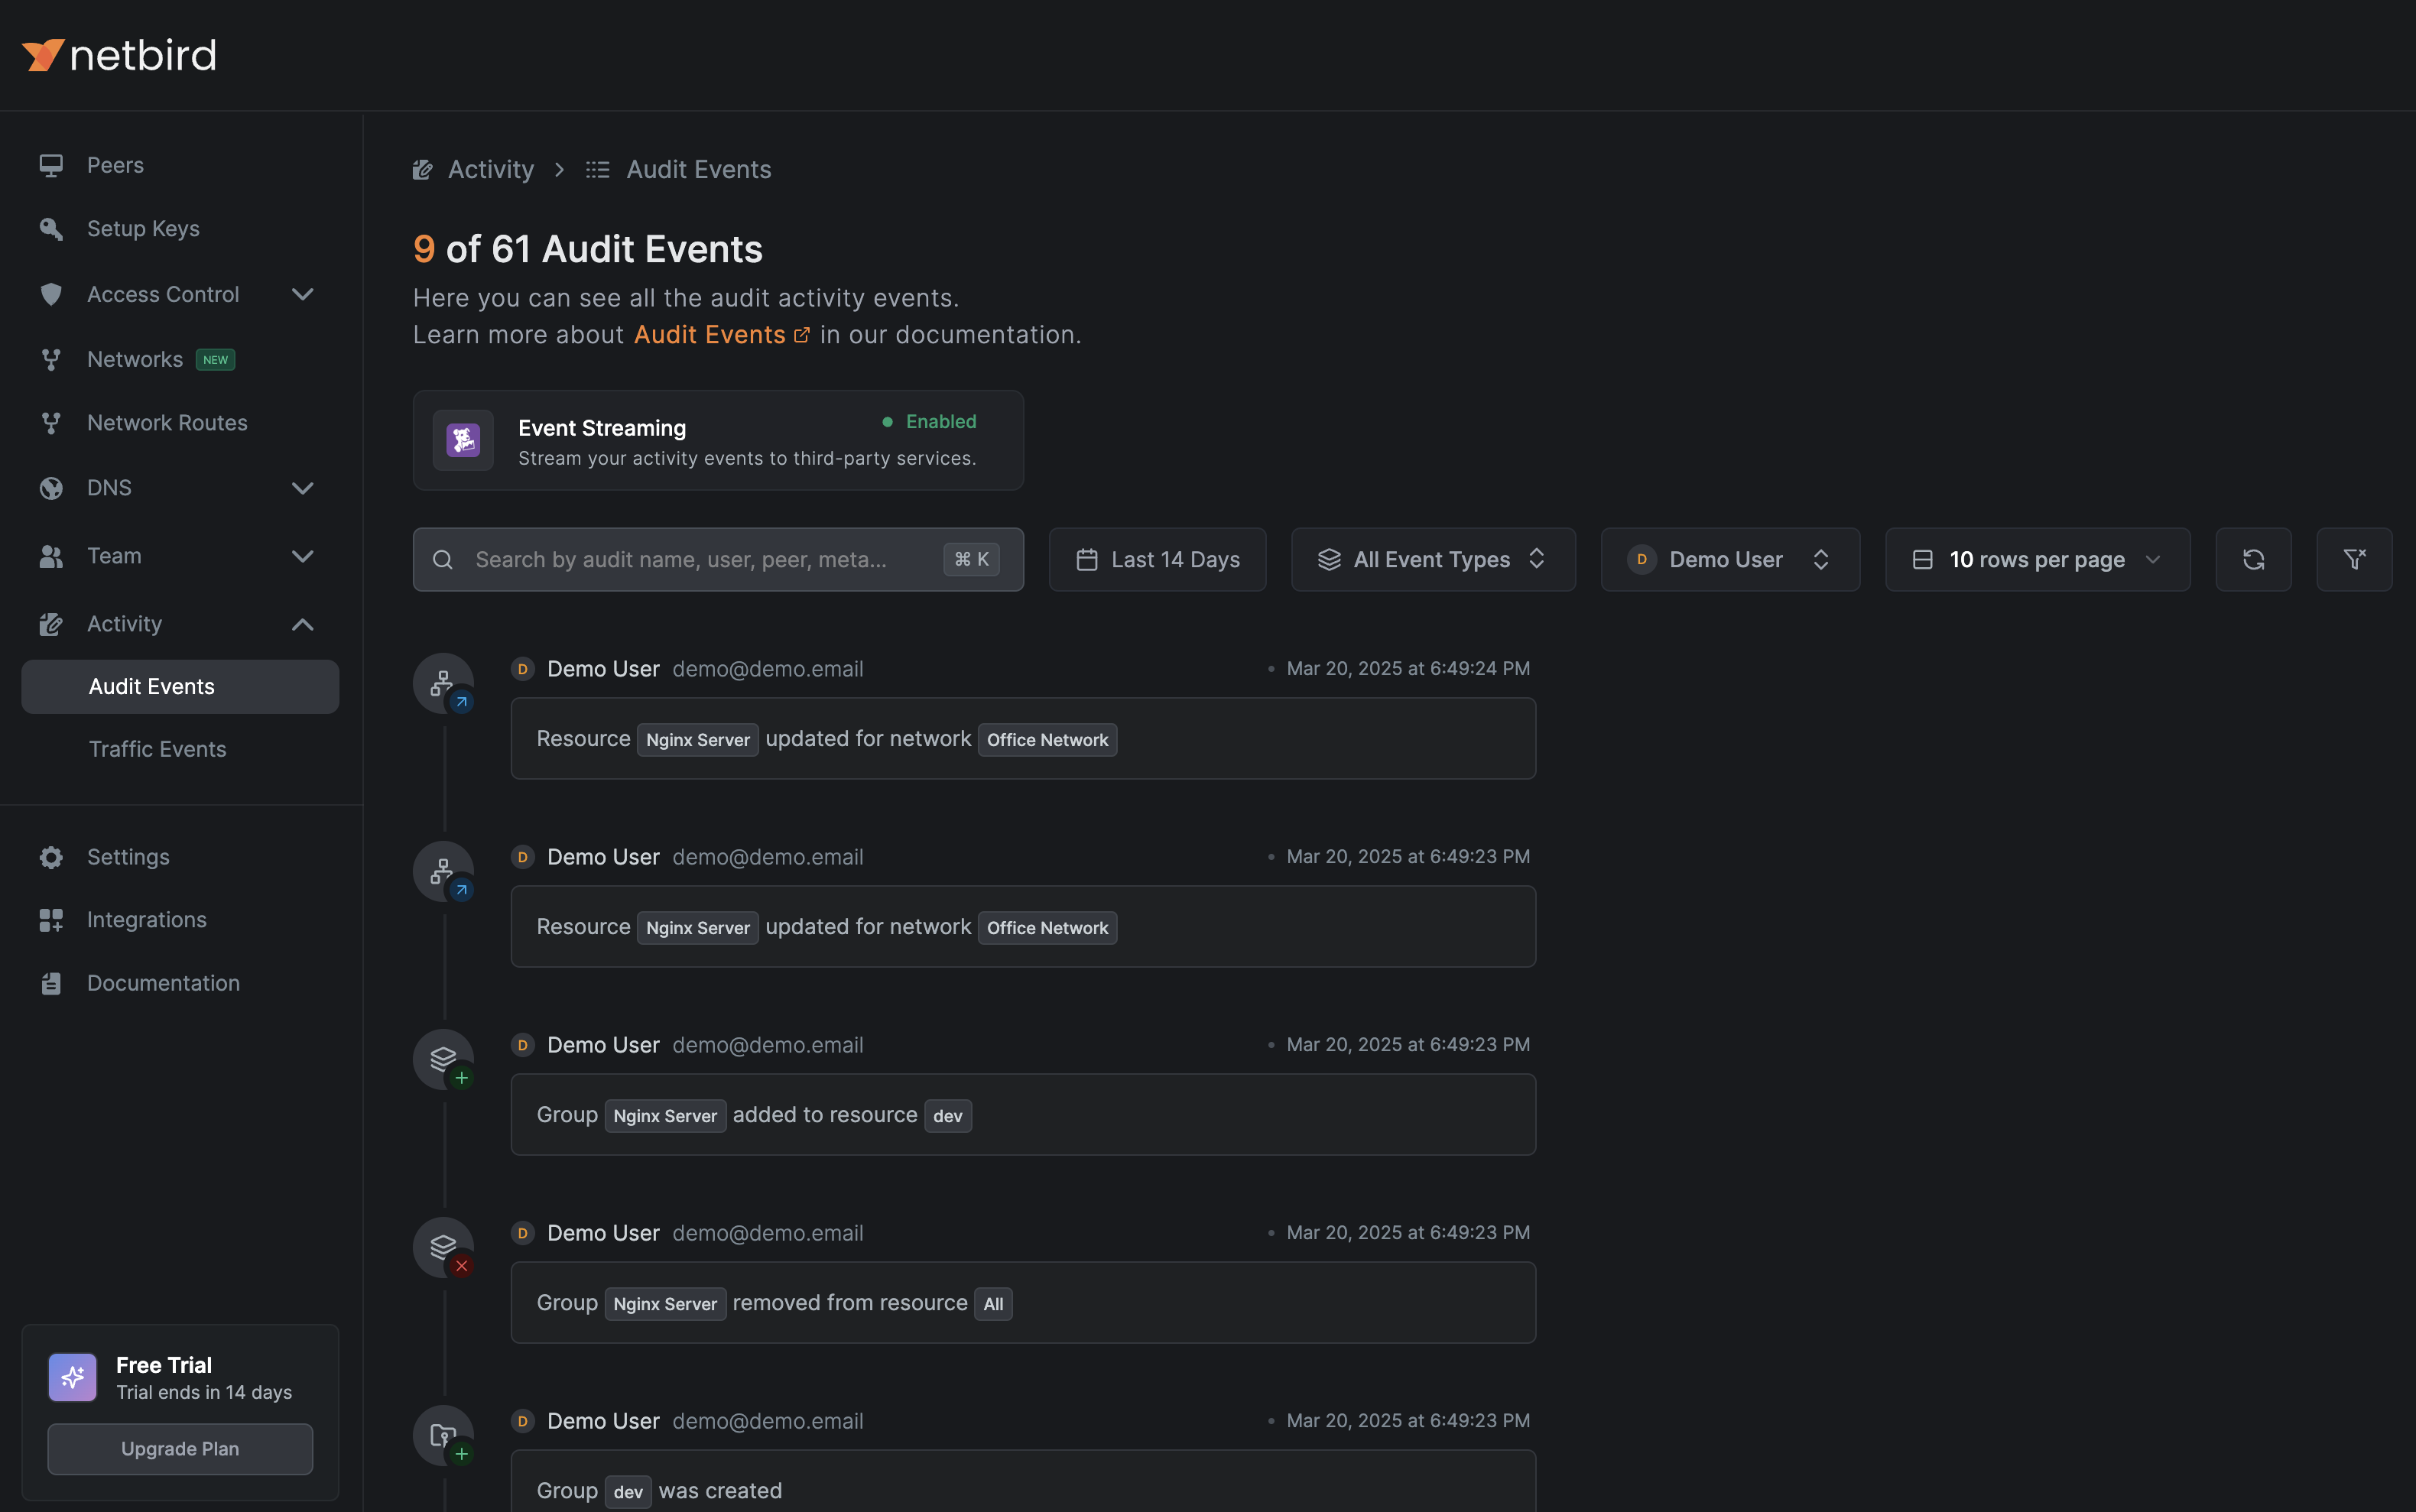 netbird
Peers
Setup Keys
Access Control
Networks NEW
Network Routes
DNS
Team
Activity
Audit Events
Traffic Events
Settings
Integrations
Documentation
Free Trial
Trial ends in 14 days
Upgrade Plan
Activity > Audit Events
9 of 61 Audit Events
Here you can see all the audit activity events.
Learn more about Audit Events in our documentation.
Event Streaming Enabled
Stream your activity events to third-party services.
Search by audit name, user, peer, meta... ⌘ K Last 14 Days All Event Types D Demo User 10 rows per page
D Demo User demo@demo.email • Mar 20, 2025 at 6:49:24 PM
Resource Nginx Server updated for network Office Network
D Demo User demo@demo.email • Mar 20, 2025 at 6:49:23 PM
Resource Nginx Server updated for network Office Network
D Demo User demo@demo.email • Mar 20, 2025 at 6:49:23 PM
Group Nginx Server added to resource dev
D Demo User demo@demo.email • Mar 20, 2025 at 6:49:23 PM
Group Nginx Server removed from resource All
D Demo User demo@demo.email • Mar 20, 2025 at 6:49:23 PM
Group dev was created